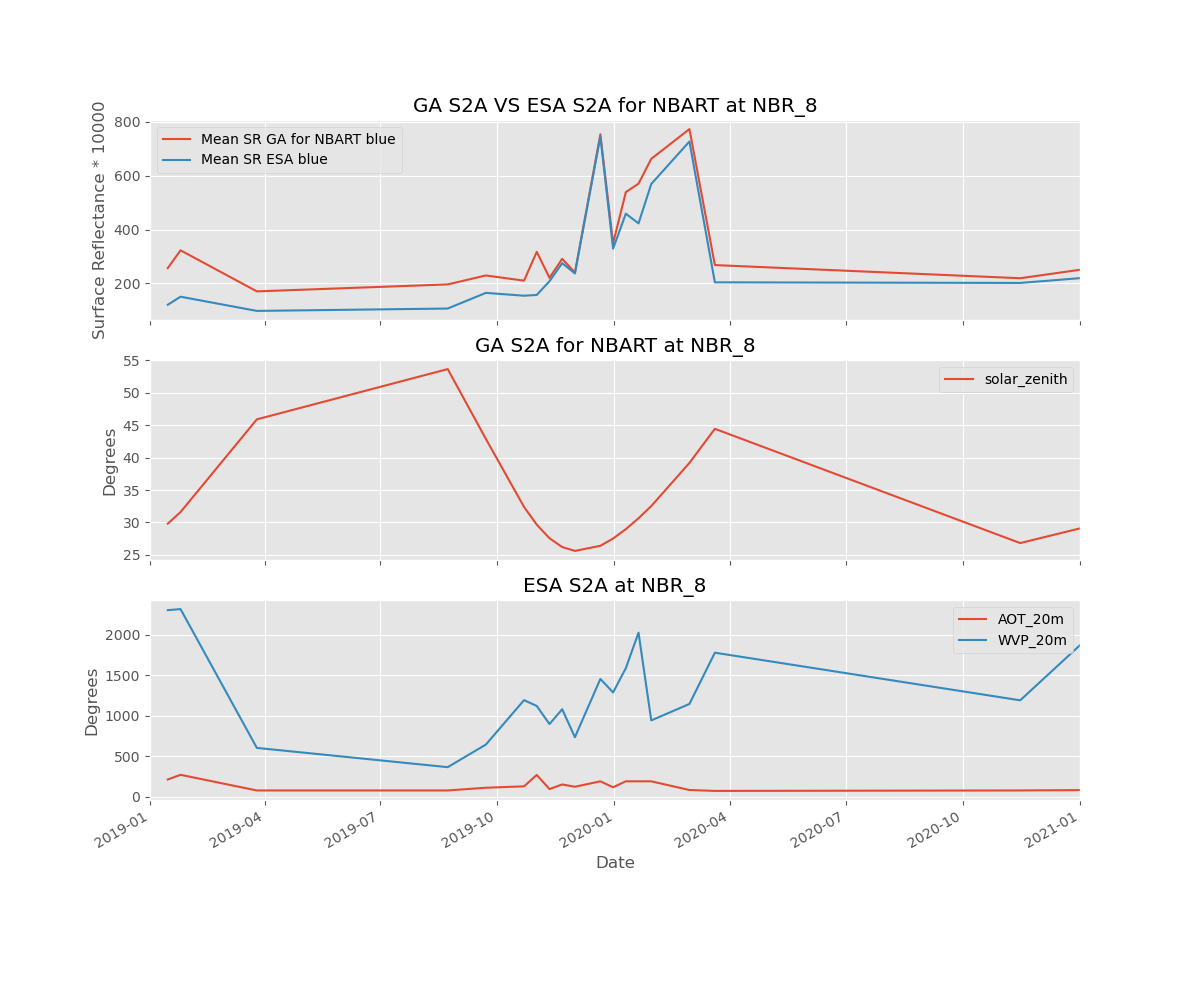 GA S2A VS ESA S2A for NBART at NBR_8
Surface Reflectance * 10000
800
600
400
200
Mean SR GA for NBART blue
Mean SR ESA blue
GA S2A for NBART at NBR_8
Degrees
55
50
45
40
35
30
25
solar_zenith
ESA S2A at NBR_8
Degrees
2000
1500
1000
500
0
AOT_20m
WVP_20m
2019-01
2019-04
2019-07
2019-10
2020-01
2020-04
2020-07
2020-10
2021-01
Date